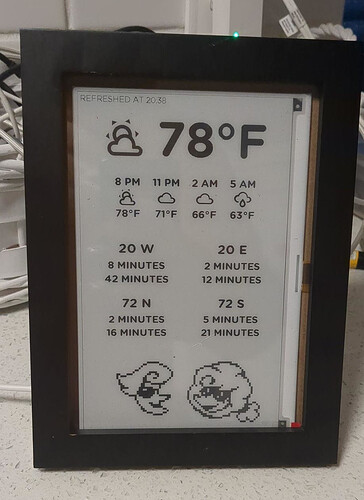 REFRESHED AT 20:38
78°F
8 PM 11 PM 2 AM 5 AM
78°F 71°F 66°F 63°F
20 W 20 E
8 MINUTES 2 MINUTES
42 MINUTES 12 MINUTES
72 N 72 S
2 MINUTES 5 MINUTES
16 MINUTES 21 MINUTES